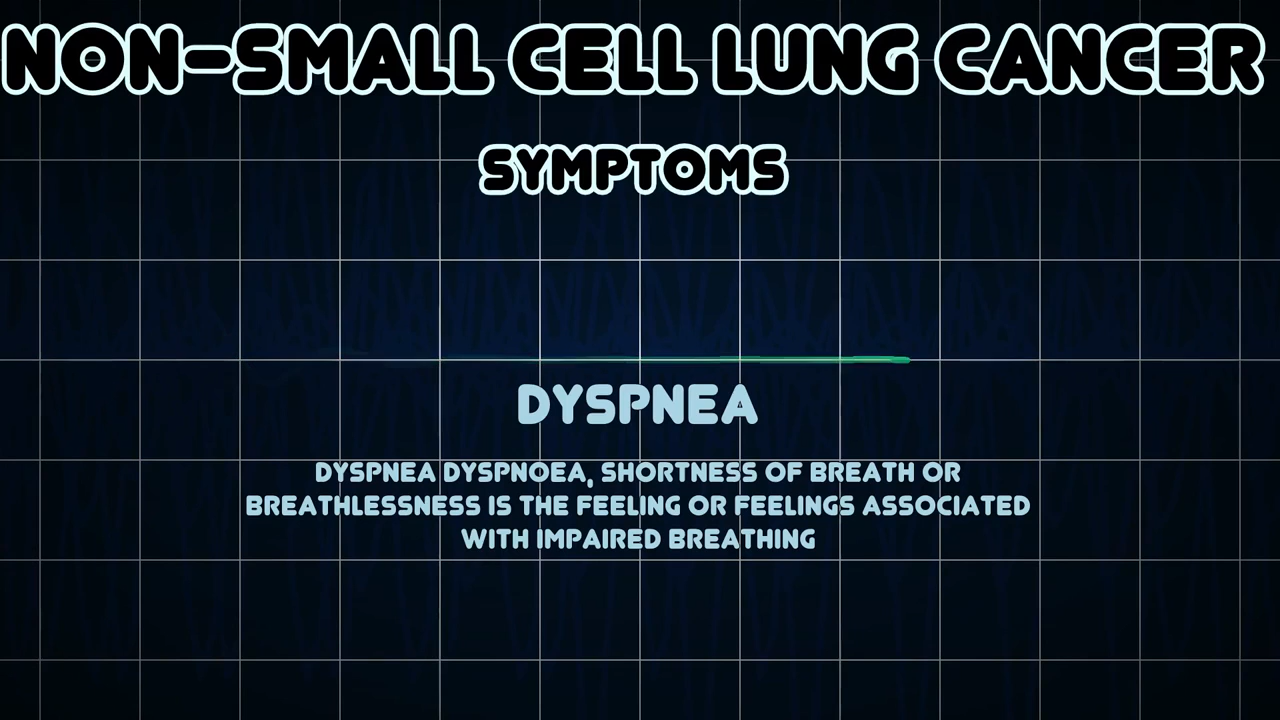 NON-SMALL CELL LUNG CANCER
SYMPTOMS
DYSPNEA
DYSPNEA DYSPNOEA, SHORTNESS OF BREATH OR
BREATHLESSNESS IS THE FEELING OR FEELINGS ASSOCIATED
WITH IMPAIRED BREATHING